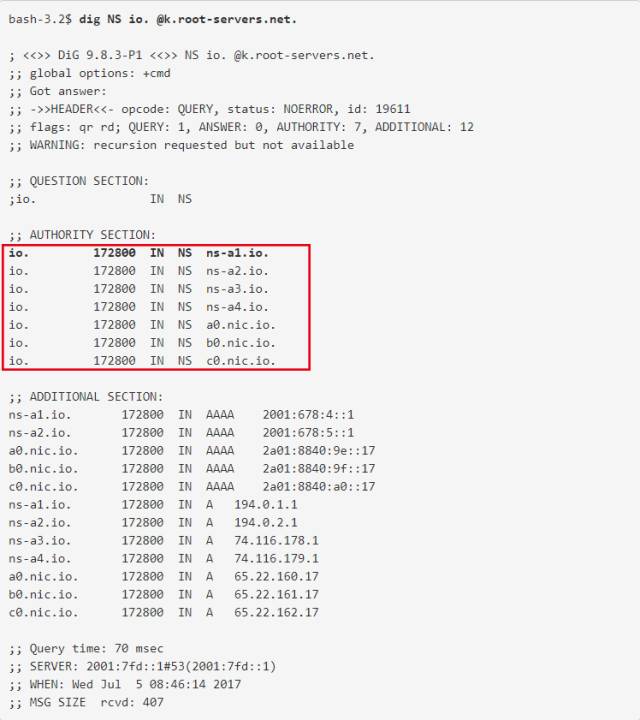 bash-3.2$ dig NS io. @k.root-servers.net.
; <<>> DiG 9.8.3-P1 <<>> NS io. @k.root-servers.net.
;; global options: +cmd
;; Got answer:
;; ->>HEADER<<- opcode: QUERY, status: NOERROR, id: 19611
;; flags: qr rd; QUERY: 1, ANSWER: 0, AUTHORITY: 7, ADDITIONAL: 12
;; WARNING: recursion requested but not available
;; QUESTION SECTION:
;io. IN NS
;; AUTHORITY SECTION:
io. 172800 IN NS ns-a1.io.
io. 172800 IN NS ns-a2.io.
io. 172800 IN NS ns-a3.io.
io. 172800 IN NS ns-a4.io.
io. 172800 IN NS a0.nic.io.
io. 172800 IN NS b0.nic.io.
io. 172800 IN NS c0.nic.io.
;; ADDITIONAL SECTION:
ns-a1.io. 172800 IN AAAA 2001:678:4::1
ns-a2.io. 172800 IN AAAA 2001:678:5::1
a0.nic.io. 172800 IN AAAA 2a01:8840:9e::17
b0.nic.io. 172800 IN AAAA 2a01:8840:9f::17
c0.nic.io. 172800 IN AAAA 2a01:8840:a0::17
ns-a1.io. 172800 IN A 194.0.1.1
ns-a2.io. 172800 IN A 194.0.2.1
ns-a3.io. 172800 IN A 74.116.178.1
ns-a4.io. 172800 IN A 74.116.179.1
a0.nic.io. 172800 IN A 65.22.160.17
b0.nic.io. 172800 IN A 65.22.161.17
c0.nic.io. 172800 IN A 65.22.162.17
;; Query time: 70 msec
;; SERVER: 2001:7fd::1#53(2001:7fd::1)
;; WHEN: Wed Jul 5 08:46:14 2017
;; MSG SIZE rcvd: 407